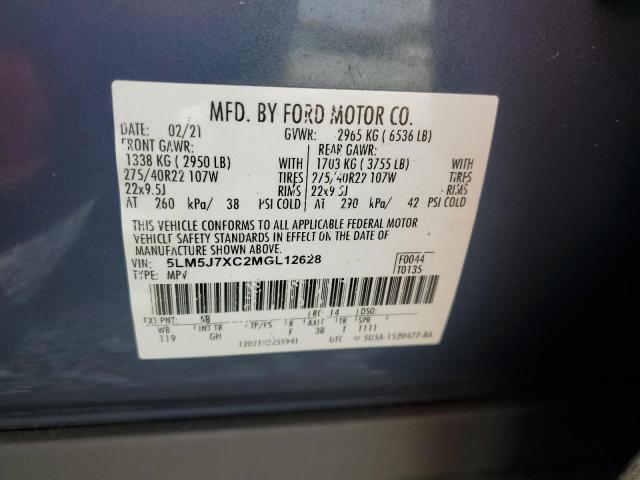 MFD. BY FORD MOTOR CO.
DATE: 02/21 GVWR: 2965 KG ( 6536 LB)
FRONT GAWR: REAR GAWR:
1338 KG ( 2950 LB) WITH 1703 KG ( 3755 LB) WITH
275/40R22 107W TIRES 275/40R22 107W TIRES
22x9.5J RIMS 22x9.5J RIMS
AT 260 kPa/ 38 PSI COLD AT 290 kPa/ 42 PSI COLD
THIS VEHICLE CONFORMS TO ALL APPLICABLE FEDERAL MOTOR
VEHICLE SAFETY STANDARDS IN EFFECT ON THE DATE OF
MANUFACTURE SHOWN ABOVE.
VIN: 5LM5J7XC2MGL12628 F0044
TYPE: MPV T0135
EXT PNT: AB RC: 14 DSO:
WB INT TR TP/PS R AXLE TR SPR
119 GH F 3B T 1111
UTC